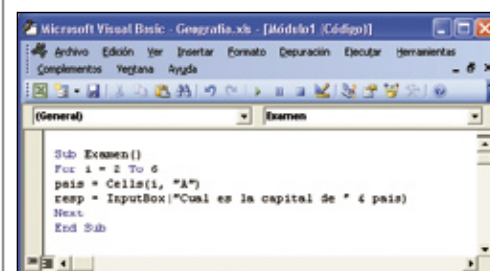 Microsoft Visual Basic - Geografia.xls - [Módulo1 (Código)]
Archivo Edición Ver Insertar Formato Depuración Ejecutar Herramientas
Complementos Ventana Ayuda
(General) Examen
Sub Examen()
For i = 2 To 6
pais = Cells(i, "A")
resp = InputBox("Cual es la capital de " & pais)
Next
End Sub